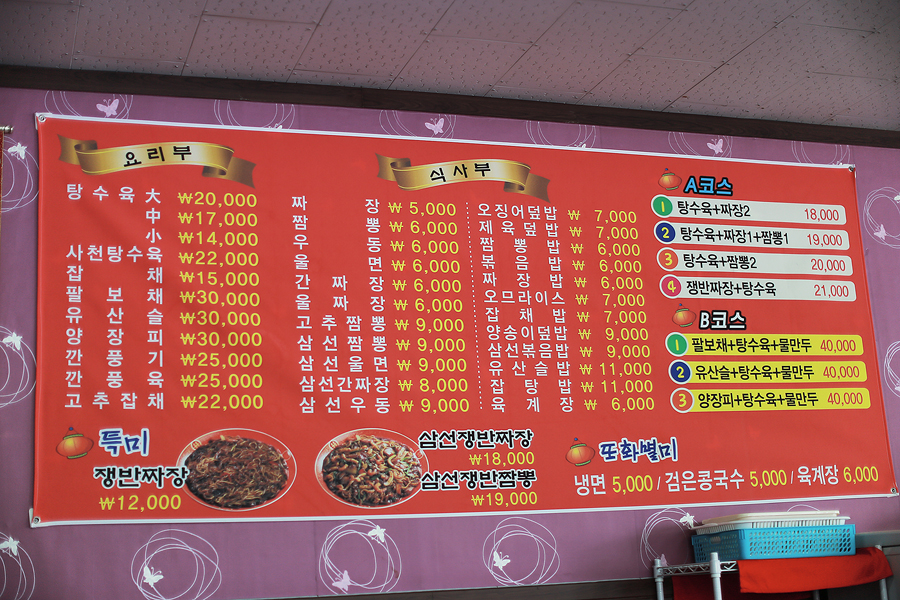 요리부
탕수육 大 ₩20,000
中 ₩17,000
小 ₩14,000
사천탕수육 ₩22,000
잡채 ₩15,000
팔보채 ₩30,000
유산슬 ₩30,000
양장피 ₩30,000
깐풍기 ₩25,000
깐풍육 ₩25,000
고추잡채 ₩22,000
식사부
짜장 ₩5,000
짬뽕 ₩6,000
우동 ₩6,000
울면 ₩6,000
간짜장 ₩6,000
울짜장 ₩6,000
고추짬뽕 ₩9,000
삼선짬뽕 ₩9,000
삼선울면 ₩9,000
삼선간짜장 ₩8,000
삼선우동 ₩9,000
오징어덮밥 ₩7,000
제육덮밥 ₩7,000
짬뽕밥 ₩6,000
볶음밥 ₩6,000
짜장밥 ₩6,000
오므라이스 ₩7,000
잡채밥 ₩7,000
양송이덮밥 ₩9,000
삼선볶음밥 ₩9,000
유산슬밥 ₩11,000
잡탕밥 ₩11,000
육계장 ₩6,000
A코스
1 탕수육+짜장2 18,000
2 탕수육+짜장1+짬뽕1 19,000
3 탕수육+짬뽕2 20,000
4 쟁반짜장+탕수육 21,000
B코스
1 팔보채+탕수육+물만두 40,000
2 유산슬+탕수육+물만두 40,000
3 양장피+탕수육+물만두 40,000
특미
쟁반짜장
₩12,000
삼선쟁반짜장
₩18,000
삼선쟁반짬뽕
₩19,000
또하나별미
냉면 5,000 / 검은콩국수 5,000 / 육계장 6,000